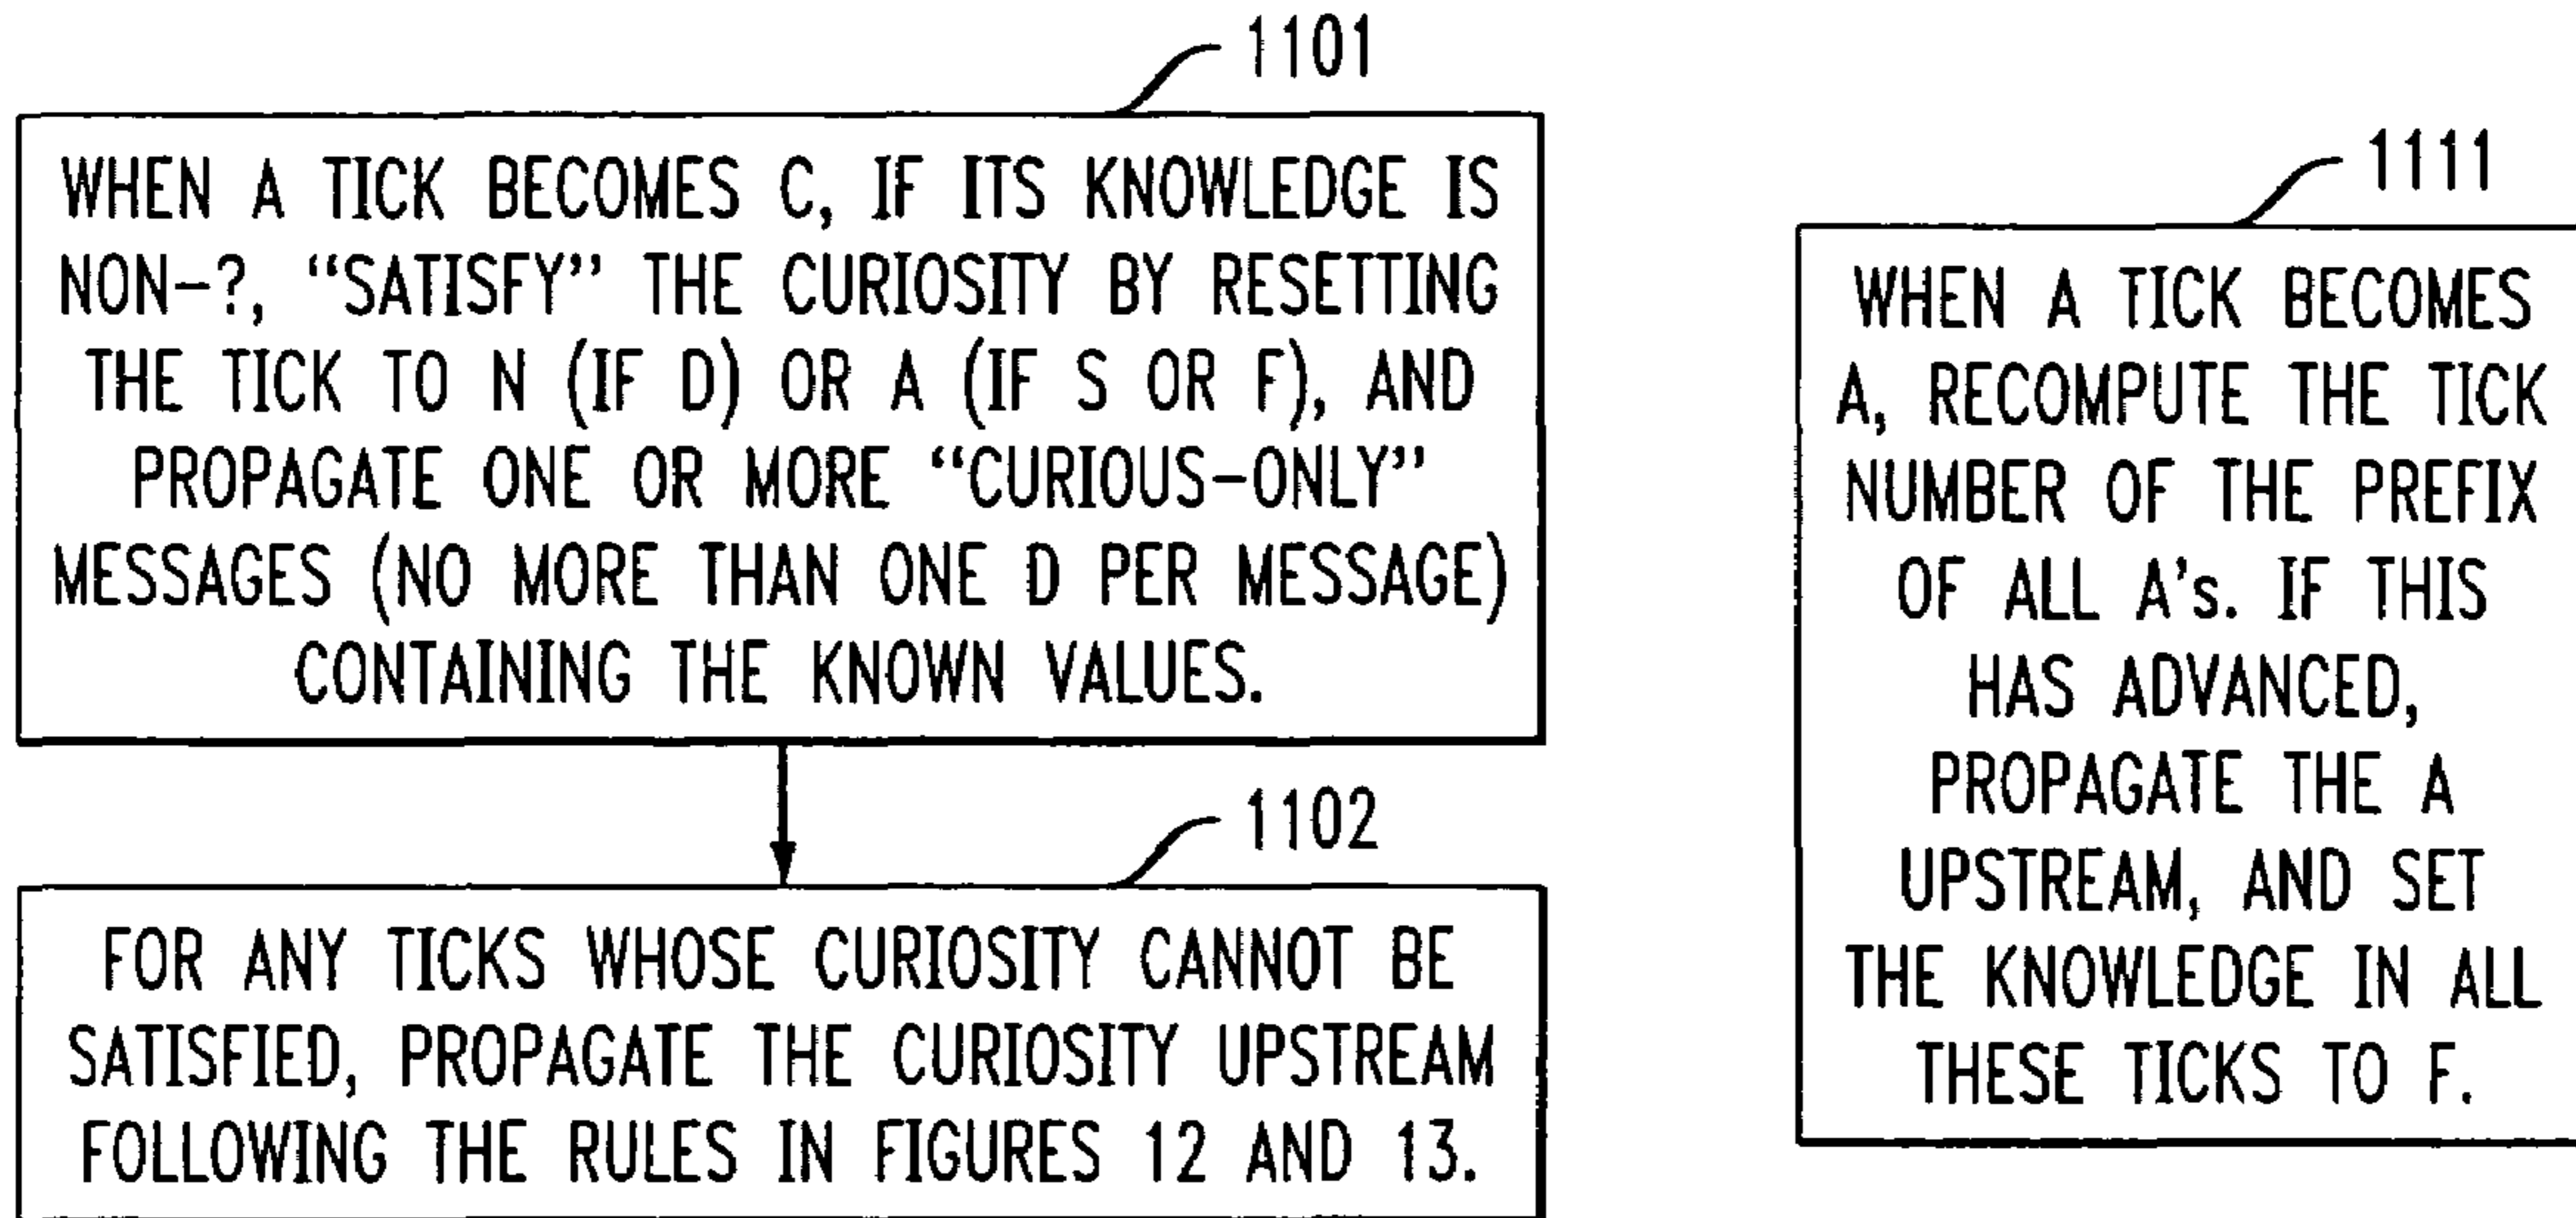 1101
WHEN A TICK BECOMES C, IF ITS KNOWLEDGE IS
NON-?, “SATISFY” THE CURIOSITY BY RESETTING
THE TICK TO N (IF D) OR A (IF S OR F), AND
PROPAGATE ONE OR MORE “CURIOUS-ONLY”
MESSAGES (NO MORE THAN ONE D PER MESSAGE)
CONTAINING THE KNOWN VALUES.
1102
FOR ANY TICKS WHOSE CURIOSITY CANNOT BE
SATISFIED, PROPAGATE THE CURIOSITY UPSTREAM
FOLLOWING THE RULES IN FIGURES 12 AND 13.
1111
WHEN A TICK BECOMES
A, RECOMPUTE THE TICK
NUMBER OF THE PREFIX
OF ALL A's. IF THIS
HAS ADVANCED,
PROPAGATE THE A
UPSTREAM, AND SET
THE KNOWLEDGE IN ALL
THESE TICKS TO F.